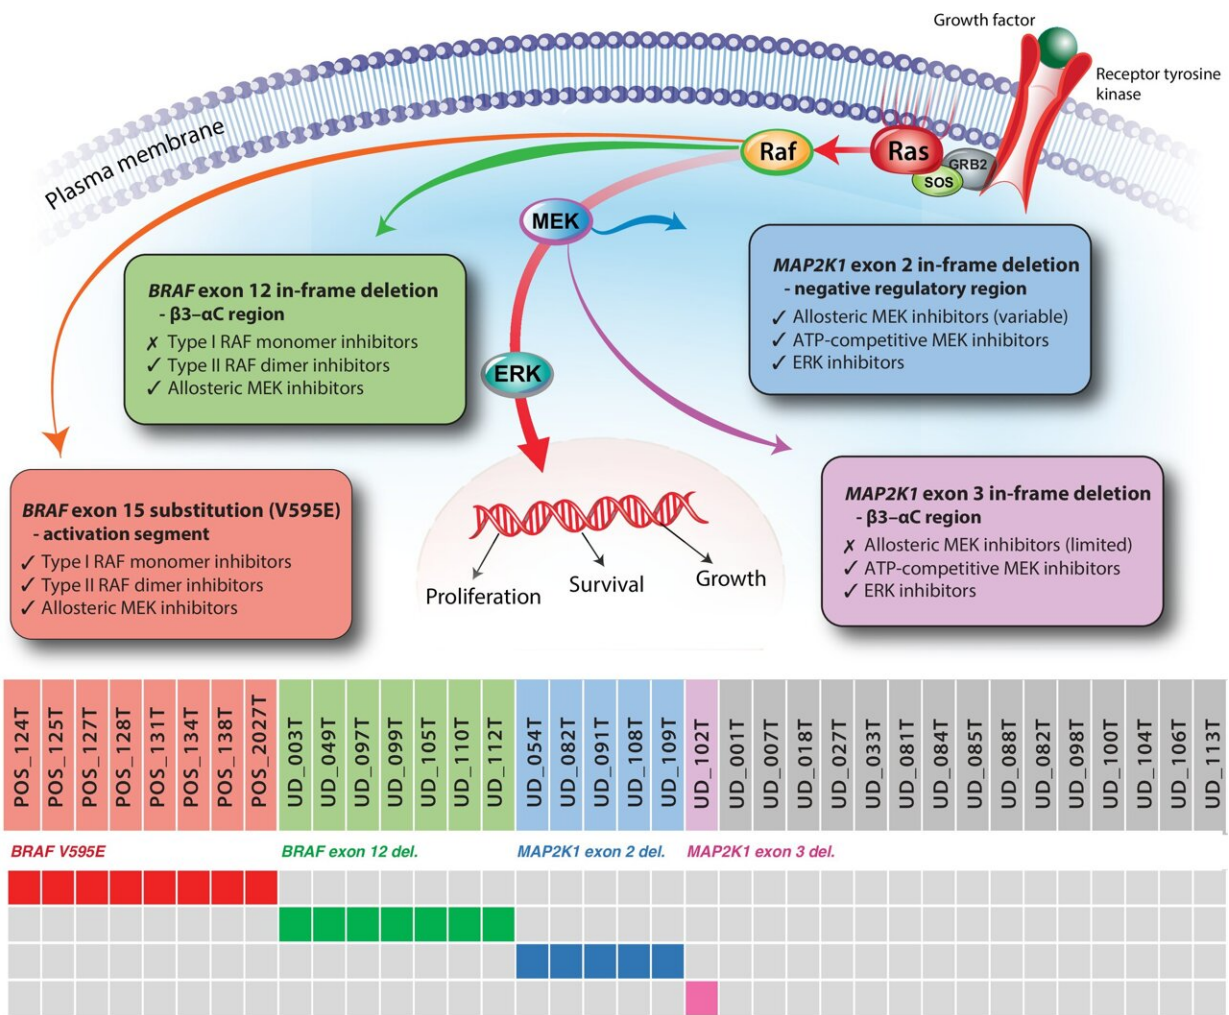 Growth factor
Receptor tyrosine
kinase
Plasma membrane
Raf
Ras
GRB2
SOS
MEK
BRAF exon 12 in-frame deletion
- β3–αC region
✗ Type I RAF monomer inhibitors
✓ Type II RAF dimer inhibitors
✓ Allosteric MEK inhibitors
MAP2K1 exon 2 in-frame deletion
- negative regulatory region
✓ Allosteric MEK inhibitors (variable)
✓ ATP-competitive MEK inhibitors
✓ ERK inhibitors
ERK
BRAF exon 15 substitution (V595E)
- activation segment
✓ Type I RAF monomer inhibitors
✓ Type II RAF dimer inhibitors
✓ Allosteric MEK inhibitors
MAP2K1 exon 3 in-frame deletion
- β3–αC region
✗ Allosteric MEK inhibitors (limited)
✓ ATP-competitive MEK inhibitors
✓ ERK inhibitors
Proliferation
Survival
Growth
POS_124T
POS_125T
POS_127T
POS_128T
POS_131T
POS_134T
POS_138T
POS_2027T
UD_003T
UD_049T
UD_097T
UD_099T
UD_105T
UD_110T
UD_112T
UD_054T
UD_082T
UD_091T
UD_108T
UD_109T
UD_102T
UD_001T
UD_007T
UD_018T
UD_027T
UD_033T
UD_081T
UD_084T
UD_085T
UD_088T
UD_082T
UD_098T
UD_100T
UD_104T
UD_106T
UD_113T
BRAF V595E
BRAF exon 12 del.
MAP2K1 exon 2 del.
MAP2K1 exon 3 del.